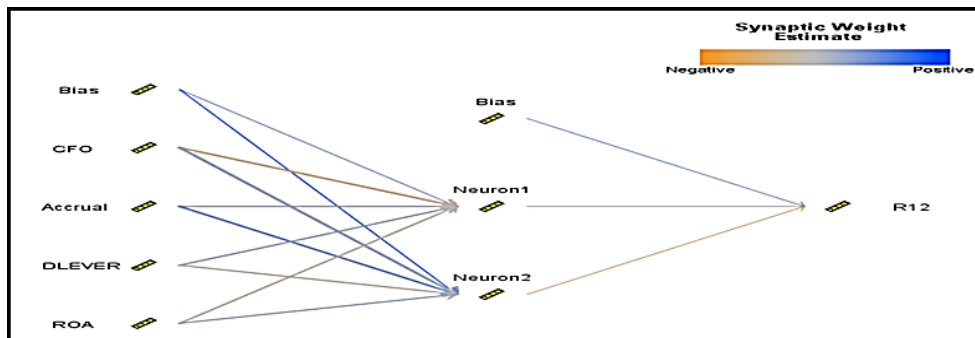 Synaptic Weight
Estimate
Negative
Positive
Bias
Bias
CFO
Neuron1
Accrual
R12
DLEVER
Neuron2
ROA